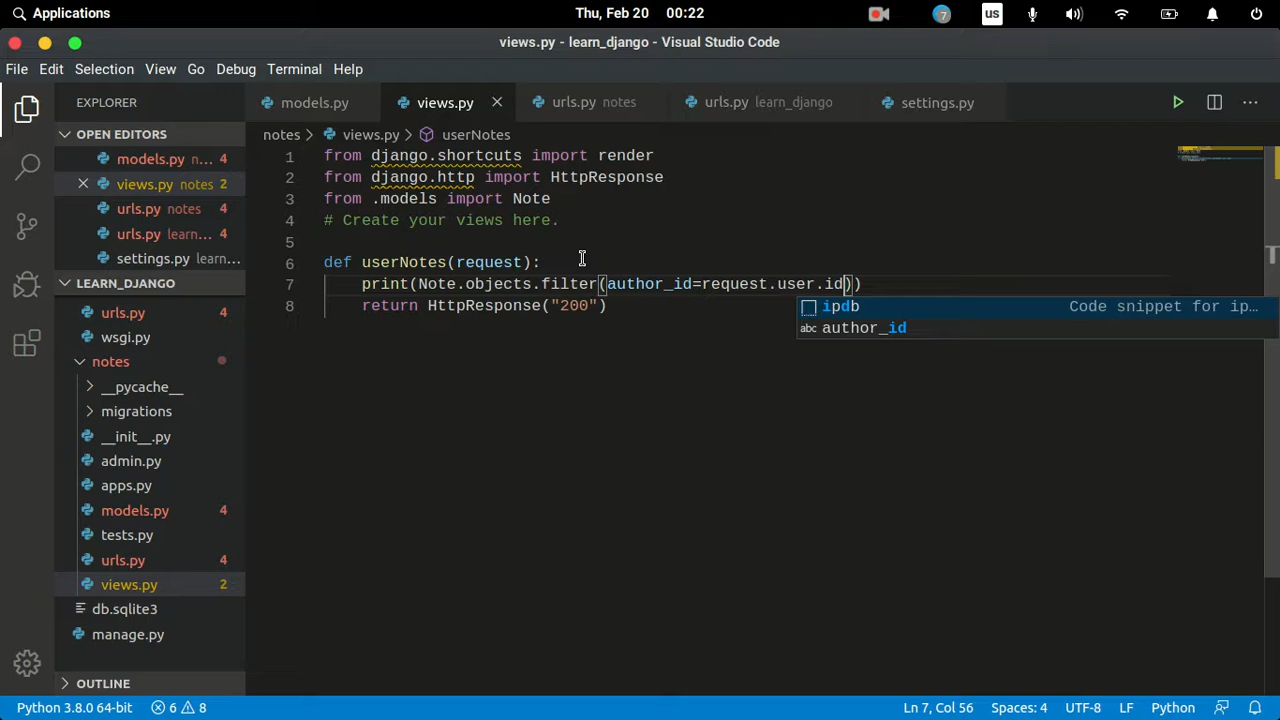 Applications
Thu, Feb 20 00:22
7
us
views.py - learn_django - Visual Studio Code
File Edit Selection View Go Debug Terminal Help
EXPLORER
OPEN EDITORS
models.py n... 4
views.py notes 2
urls.py notes 4
urls.py learn... 4
settings.py learn...
LEARN_DJANGO
urls.py 4
wsgi.py
notes
__pycache__
migrations
__init__.py
admin.py
apps.py
models.py 4
tests.py
urls.py 4
views.py 2
db.sqlite3
manage.py
OUTLINE
models.py views.py urls.py notes urls.py learn_django settings.py
notes > views.py > userNotes
1 from django.shortcuts import render
2 from django.http import HttpResponse
3 from .models import Note
4 # Create your views here.
5
6 def userNotes(request):
7 print(Note.objects.filter(author_id=request.user.id))
8 return HttpResponse("200")
ipdb Code snippet for ip...
abc author_id
Python 3.8.0 64-bit 6 8 Ln 7, Col 56 Spaces: 4 UTF-8 LF Python